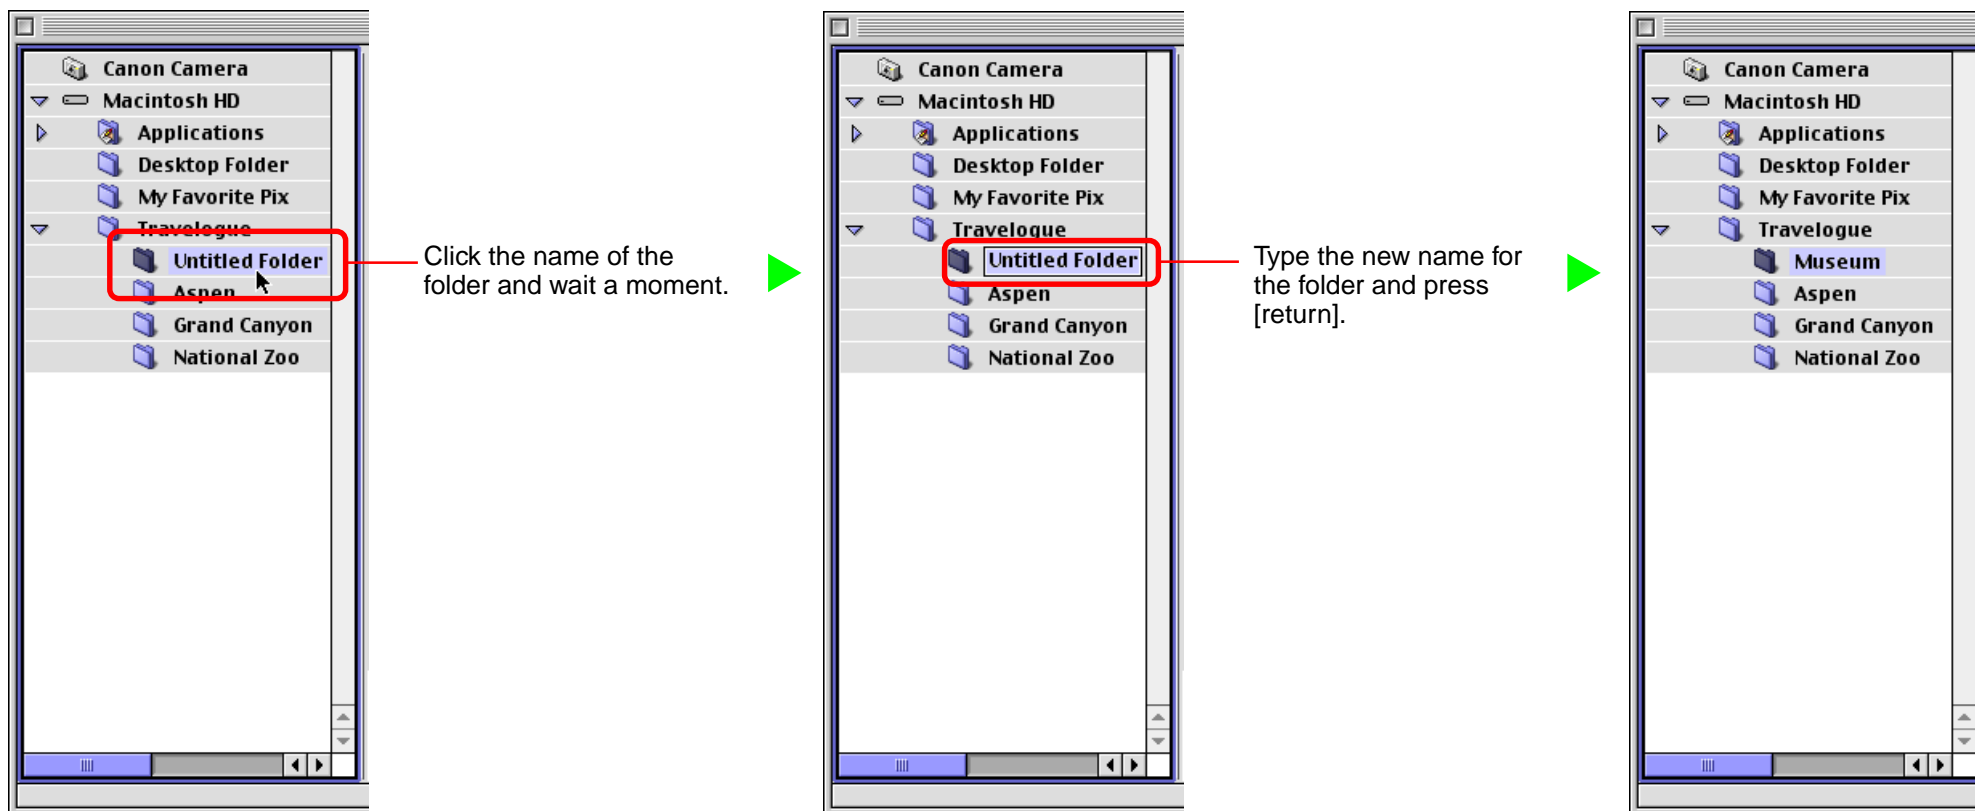 Canon Camera
Macintosh HD
Applications
Desktop Folder
My Favorite Pix
Travelogue
Untitled Folder
Aspen
Grand Canyon
National Zoo
Click the name of the
folder and wait a moment.
Canon Camera
Macintosh HD
Applications
Desktop Folder
My Favorite Pix
Travelogue
Untitled Folder
Aspen
Grand Canyon
National Zoo
Type the new name for
the folder and press
[return].
Canon Camera
Macintosh HD
Applications
Desktop Folder
My Favorite Pix
Travelogue
Museum
Aspen
Grand Canyon
National Zoo